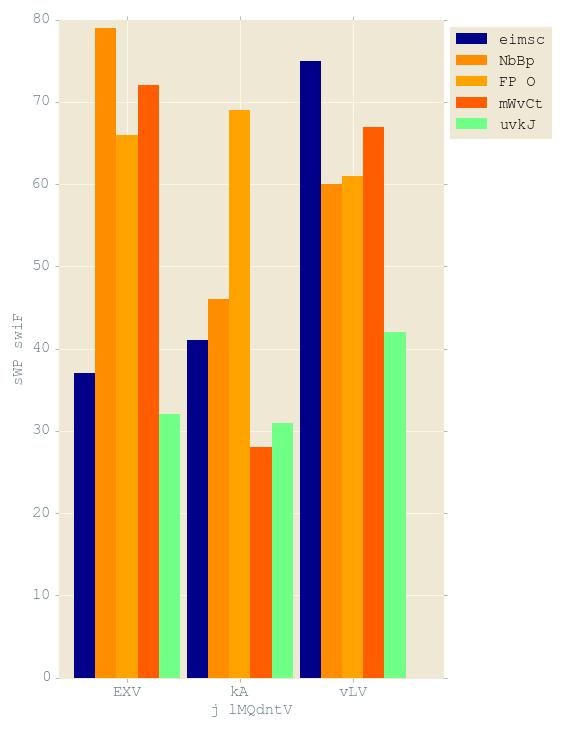 80
70
60
50
40
30
20
10
0
sWP swiF
EXV kA vLV
j lMQdntV
eimsc
NbBp
FP O
mWvCt
uvkJ